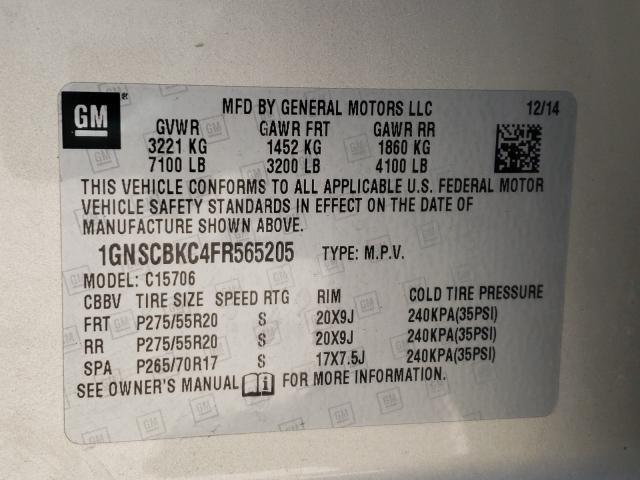 GM
MFD BY GENERAL MOTORS LLC 12/14
GVWR GAWR FRT GAWR RR
3221 KG 1452 KG 1860 KG
7100 LB 3200 LB 4100 LB
THIS VEHICLE CONFORMS TO ALL APPLICABLE U.S. FEDERAL MOTOR
VEHICLE SAFETY STANDARDS IN EFFECT ON THE DATE OF
MANUFACTURE SHOWN ABOVE.
1GNSCBKC4FR565205 TYPE: M.P.V.
MODEL: C15706
CBBV TIRE SIZE SPEED RTG RIM COLD TIRE PRESSURE
FRT P275/55R20 S 20X9J 240KPA(35PSI)
RR P275/55R20 S 20X9J 240KPA(35PSI)
SPA P265/70R17 S 17X7.5J 240KPA(35PSI)
SEE OWNER'S MANUAL FOR MORE INFORMATION.